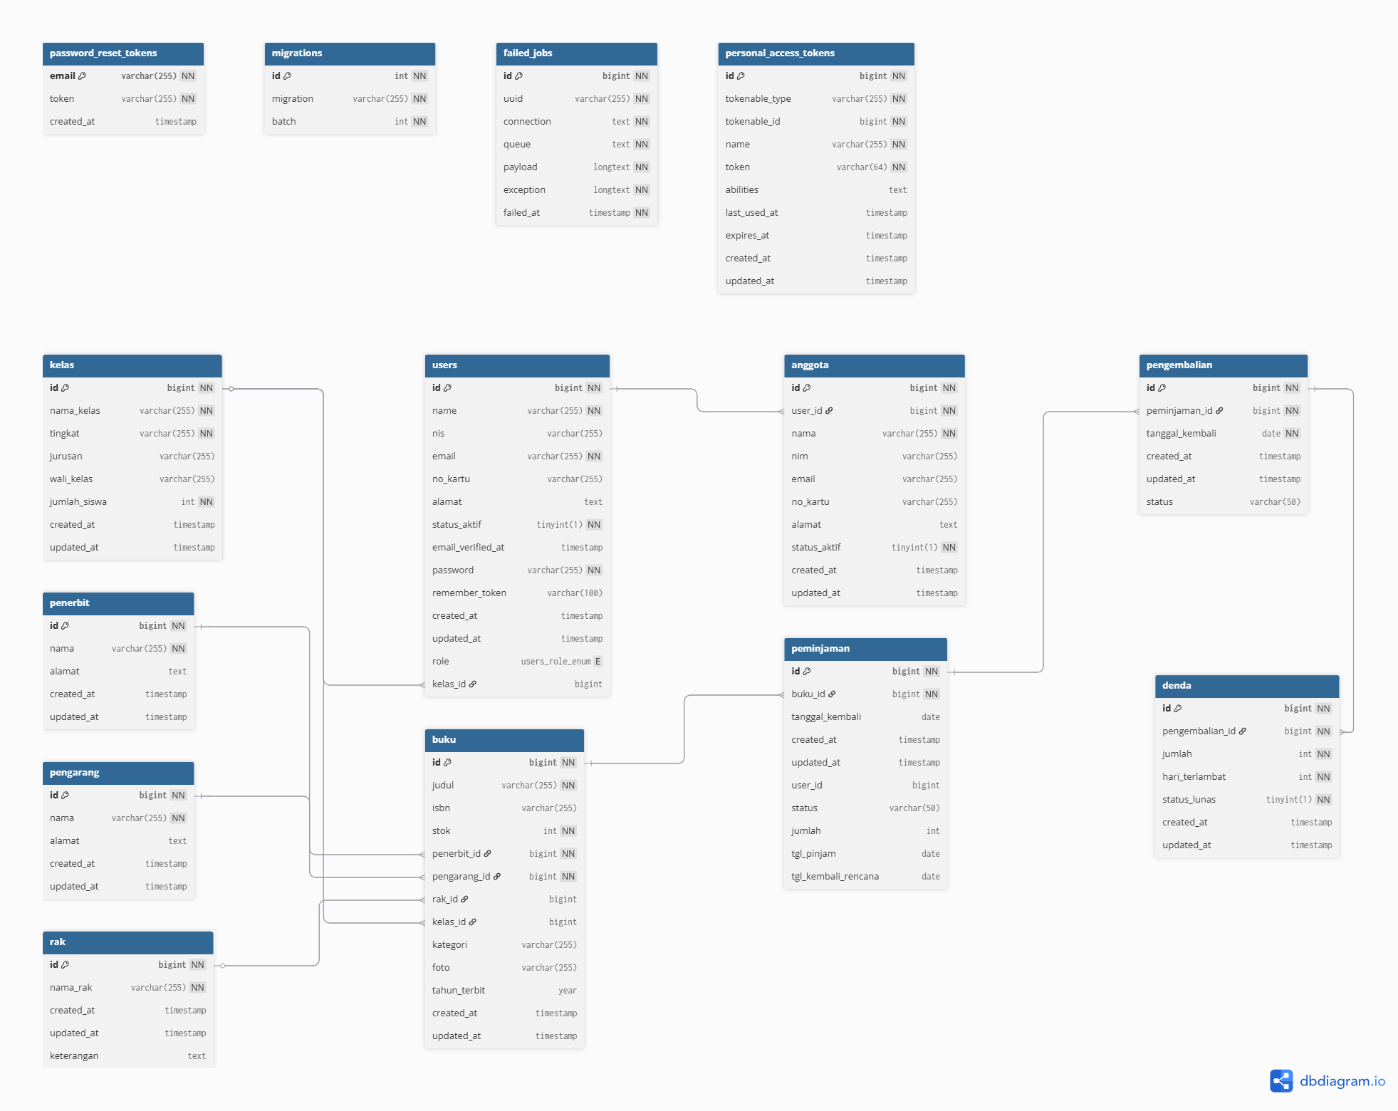 password_reset_tokens
email varchar(255) NN
token varchar(255) NN
created_at timestamp
migrations
id int NN
migration varchar(255) NN
batch int NN
failed_jobs
id bigint NN
uuid varchar(255) NN
connection text NN
queue text NN
payload longtext NN
exception longtext NN
failed_at timestamp NN
personal_access_tokens
id bigint NN
tokenable_type varchar(255) NN
tokenable_id bigint NN
name varchar(255) NN
token varchar(64) NN
abilities text
last_used_at timestamp
expires_at timestamp
created_at timestamp
updated_at timestamp
kelas
id bigint NN
nama_kelas varchar(255) NN
tingkat varchar(255) NN
jurusan varchar(255)
wali_kelas varchar(255)
jumlah_siswa int NN
created_at timestamp
updated_at timestamp
penerbit
id bigint NN
nama varchar(255) NN
alamat text
created_at timestamp
updated_at timestamp
pengarang
id bigint NN
nama varchar(255) NN
alamat text
created_at timestamp
updated_at timestamp
rak
id bigint NN
nama_rak varchar(255) NN
created_at timestamp
updated_at timestamp
keterangan text
users
id bigint NN
name varchar(255) NN
nis varchar(255)
email varchar(255) NN
no_kartu varchar(255)
alamat text
status_aktif tinyint(1) NN
email_verified_at timestamp
password varchar(255) NN
remember_token varchar(100)
created_at timestamp
updated_at timestamp
role users_role_enum E
kelas_id bigint
buku
id bigint NN
judul varchar(255) NN
isbn varchar(255)
stok int NN
penerbit_id bigint NN
pengarang_id bigint NN
rak_id bigint
kelas_id bigint
kategori varchar(255)
foto varchar(255)
tahun_terbit year
created_at timestamp
updated_at timestamp
anggota
id bigint NN
user_id bigint NN
nama varchar(255) NN
nim varchar(255)
email varchar(255)
no_kartu varchar(255)
alamat text
status_aktif tinyint(1) NN
created_at timestamp
updated_at timestamp
peminjaman
id bigint NN
buku_id bigint NN
tanggal_kembali date
created_at timestamp
updated_at timestamp
user_id bigint
status varchar(50)
jumlah int
tgl_pinjam date
tgl_kembali_rencana date
pengembalian
id bigint NN
peminjaman_id bigint NN
tanggal_kembali date NN
created_at timestamp
updated_at timestamp
status varchar(50)
denda
id bigint NN
pengembalian_id bigint NN
jumlah int NN
hari_terlambat int NN
status_lunas tinyint(1) NN
created_at timestamp
updated_at timestamp
dbdiagram.io